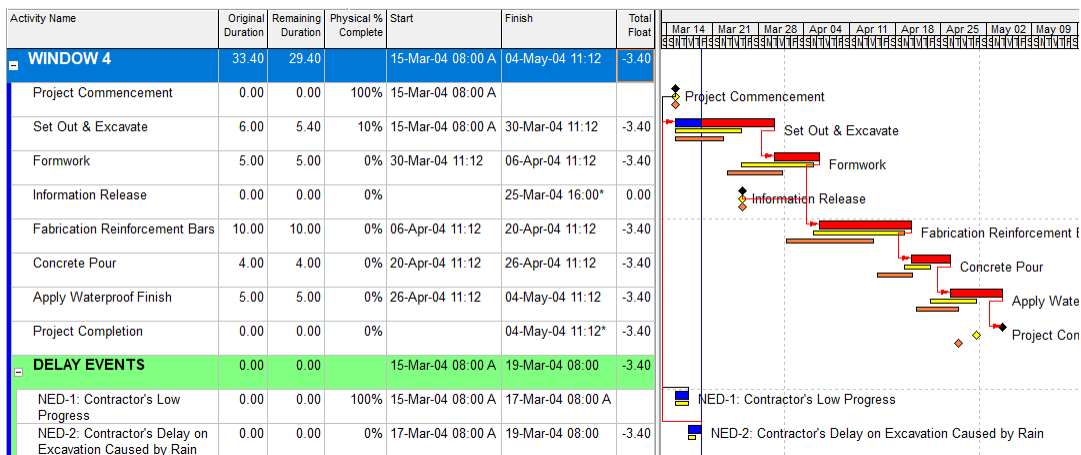 Activity Name Original Duration Remaining Duration Physical % Complete Start Finish Total Float
Mar 14 Mar 21 Mar 28 Apr 04 Apr 11 Apr 18 Apr 25 May 02 May 09
WINDOW 4 33.40 29.40 15-Mar-04 08:00 A 04-May-04 11:12 -3.40
Project Commencement 0.00 0.00 100% 15-Mar-04 08:00 A Project Commencement
Set Out & Excavate 6.00 5.40 10% 15-Mar-04 08:00 A 30-Mar-04 11:12 -3.40 Set Out & Excavate
Formwork 5.00 5.00 0% 30-Mar-04 11:12 06-Apr-04 11:12 -3.40 Formwork
Information Release 0.00 0.00 0% 25-Mar-04 16:00* 0.00 Information Release
Fabrication Reinforcement Bars 10.00 10.00 0% 06-Apr-04 11:12 20-Apr-04 11:12 -3.40 Fabrication Reinforcement
Concrete Pour 4.00 4.00 0% 20-Apr-04 11:12 26-Apr-04 11:12 -3.40 Concrete Pour
Apply Waterproof Finish 5.00 5.00 0% 26-Apr-04 11:12 04-May-04 11:12 -3.40 Apply Wate
Project Completion 0.00 0.00 0% 04-May-04 11:12* -3.40 Project Con
DELAY EVENTS 0.00 0.00 15-Mar-04 08:00 A 19-Mar-04 08:00 -3.40
NED-1: Contractor's Low Progress 0.00 0.00 100% 15-Mar-04 08:00 A 17-Mar-04 08:00 A NED-1: Contractor's Low Progress
NED-2: Contractor's Delay on Excavation Caused by Rain 0.00 0.00 0% 17-Mar-04 08:00 A 19-Mar-04 08:00 -3.40 NED-2: Contractor's Delay on Excavation Caused by Rain